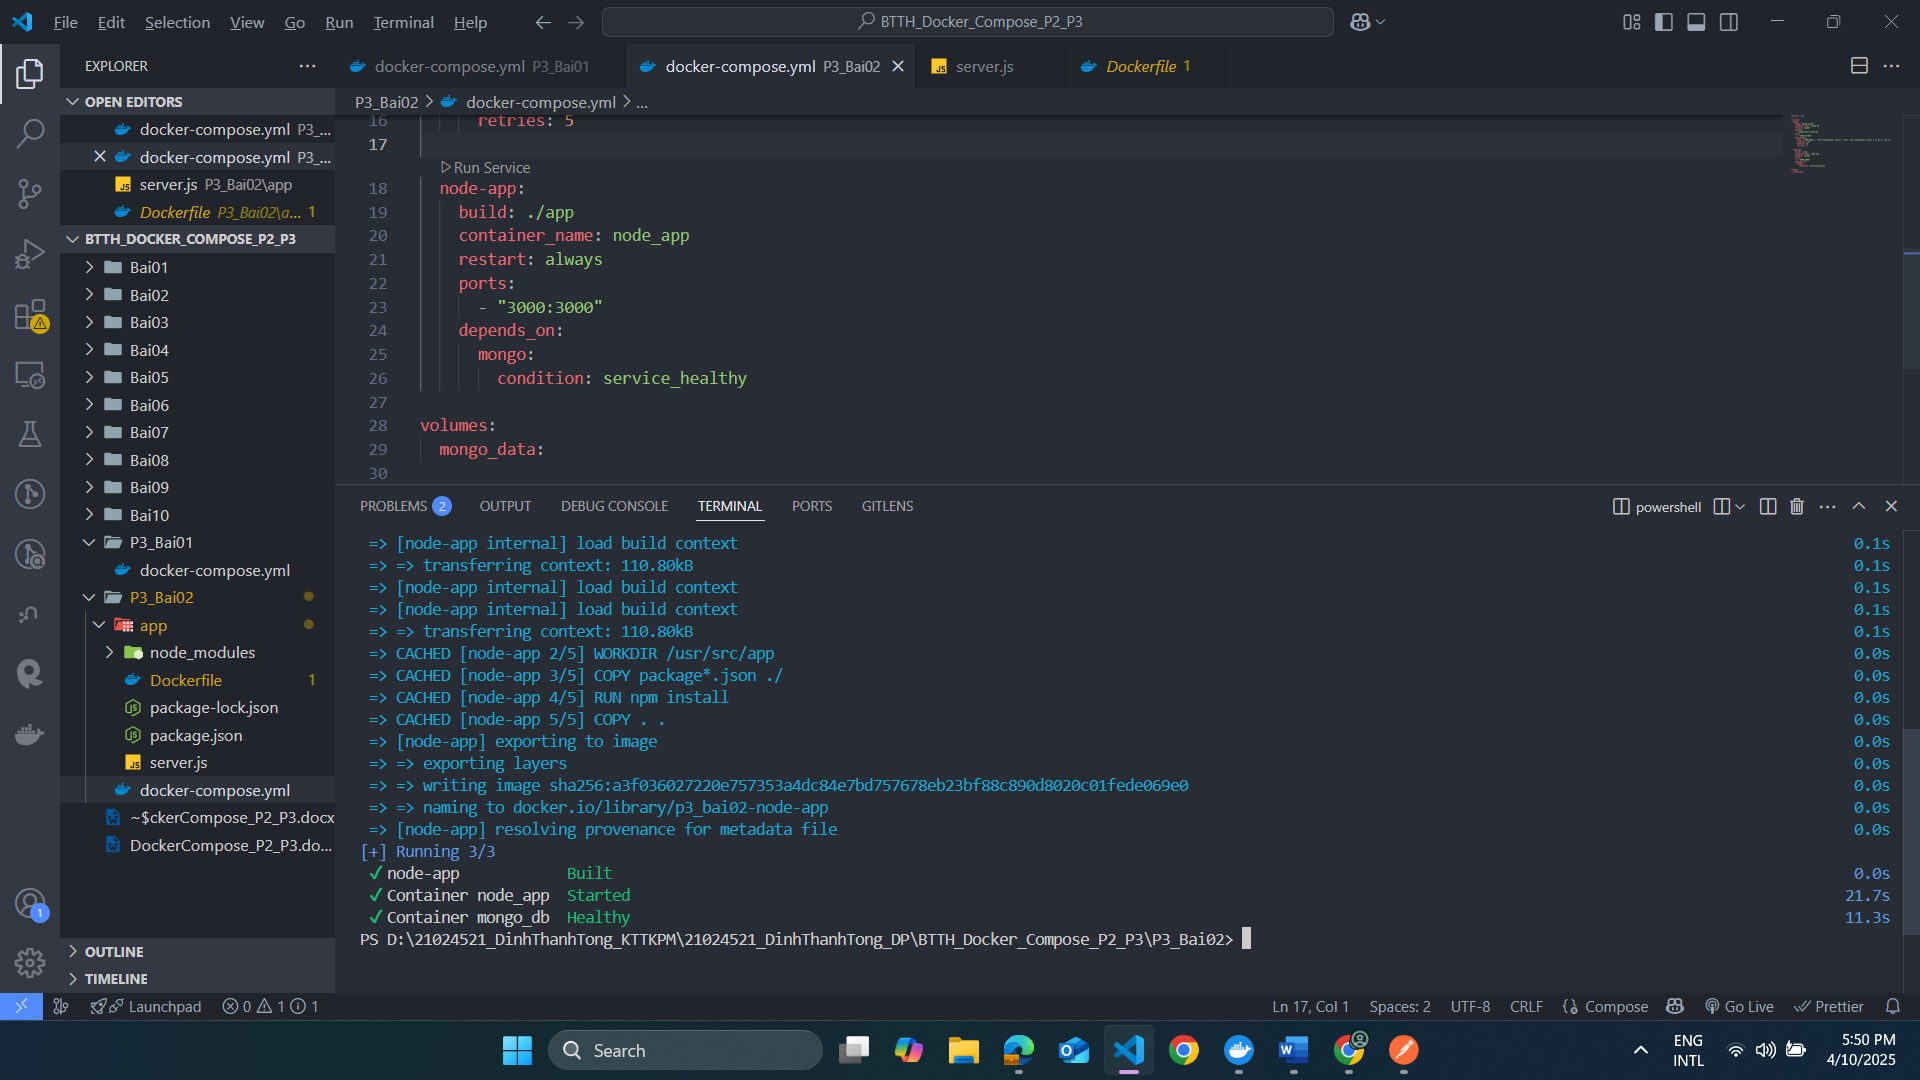 File Edit Selection View Go Run Terminal Help
BTTH_Docker_Compose_P2_P3
EXPLORER
docker-compose.yml P3_Bai01
docker-compose.yml P3_Bai02
server.js
Dockerfile 1
OPEN EDITORS
docker-compose.yml P3_...
docker-compose.yml P3_...
server.js P3_Bai02\app
Dockerfile P3_Bai02\a... 1
BTTH_DOCKER_COMPOSE_P2_P3
Bai01
Bai02
Bai03
Bai04
Bai05
Bai06
Bai07
Bai08
Bai09
Bai10
P3_Bai01
docker-compose.yml
P3_Bai02
app
node_modules
Dockerfile 1
package-lock.json
package.json
server.js
docker-compose.yml
~$ckerCompose_P2_P3.docx
DockerCompose_P2_P3.do...
OUTLINE
TIMELINE
P3_Bai02 > docker-compose.yml > ...
16 retries: 5
17
Run Service
18 node-app:
19 build: ./app
20 container_name: node_app
21 restart: always
22 ports:
23 - "3000:3000"
24 depends_on:
25 mongo:
26 condition: service_healthy
27
28 volumes:
29 mongo_data:
30
PROBLEMS 2 OUTPUT DEBUG CONSOLE TERMINAL PORTS GITLENS
powershell
=> [node-app internal] load build context 0.1s
=> => transferring context: 110.80kB 0.1s
=> [node-app internal] load build context 0.1s
=> [node-app internal] load build context 0.1s
=> => transferring context: 110.80kB 0.1s
=> CACHED [node-app 2/5] WORKDIR /usr/src/app 0.0s
=> CACHED [node-app 3/5] COPY package*.json ./ 0.0s
=> CACHED [node-app 4/5] RUN npm install 0.0s
=> CACHED [node-app 5/5] COPY . . 0.0s
=> [node-app] exporting to image 0.0s
=> => exporting layers 0.0s
=> => writing image sha256:a3f036027220e757353a4dc84e7bd757678eb23bf88c890d8020c01fede069e0 0.0s
=> => naming to docker.io/library/p3_bai02-node-app 0.0s
=> [node-app] resolving provenance for metadata file 0.0s
[+] Running 3/3
✓ node-app Built 0.0s
✓ Container node_app Started 21.7s
✓ Container mongo_db Healthy 11.3s
PS D:\21024521_DinhThanhTong_KTTKPM\21024521_DinhThanhTong_DP\BTTH_Docker_Compose_P2_P3\P3_Bai02>
1
Launchpad 0 1 1
Ln 17, Col 1 Spaces: 2 UTF-8 CRLF Compose Go Live Prettier
Search
ENG
INTL
5:50 PM
4/10/2025